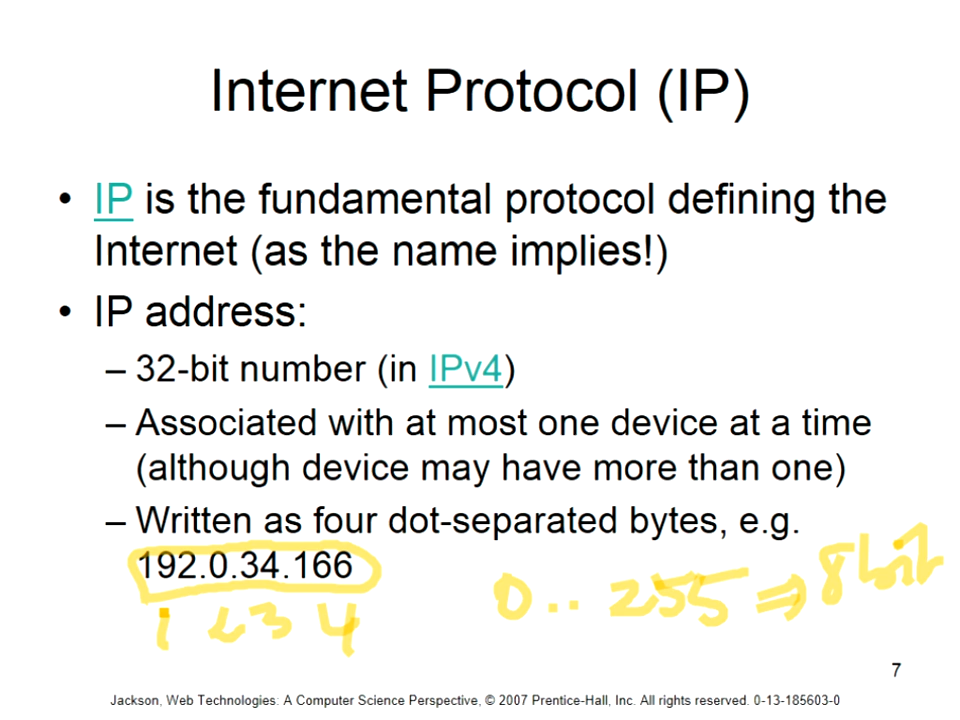 Internet Protocol (IP)
• IP is the fundamental protocol defining the
Internet (as the name implies!)
• IP address:
– 32-bit number (in IPv4)
– Associated with at most one device at a time
(although device may have more than one)
– Written as four dot-separated bytes, e.g.
192.0.34.166
1 2 3 4
0 .. 255 ⇒ 8 bit
7
Jackson, Web Technologies: A Computer Science Perspective, © 2007 Prentice-Hall, Inc. All rights reserved. 0-13-185603-0